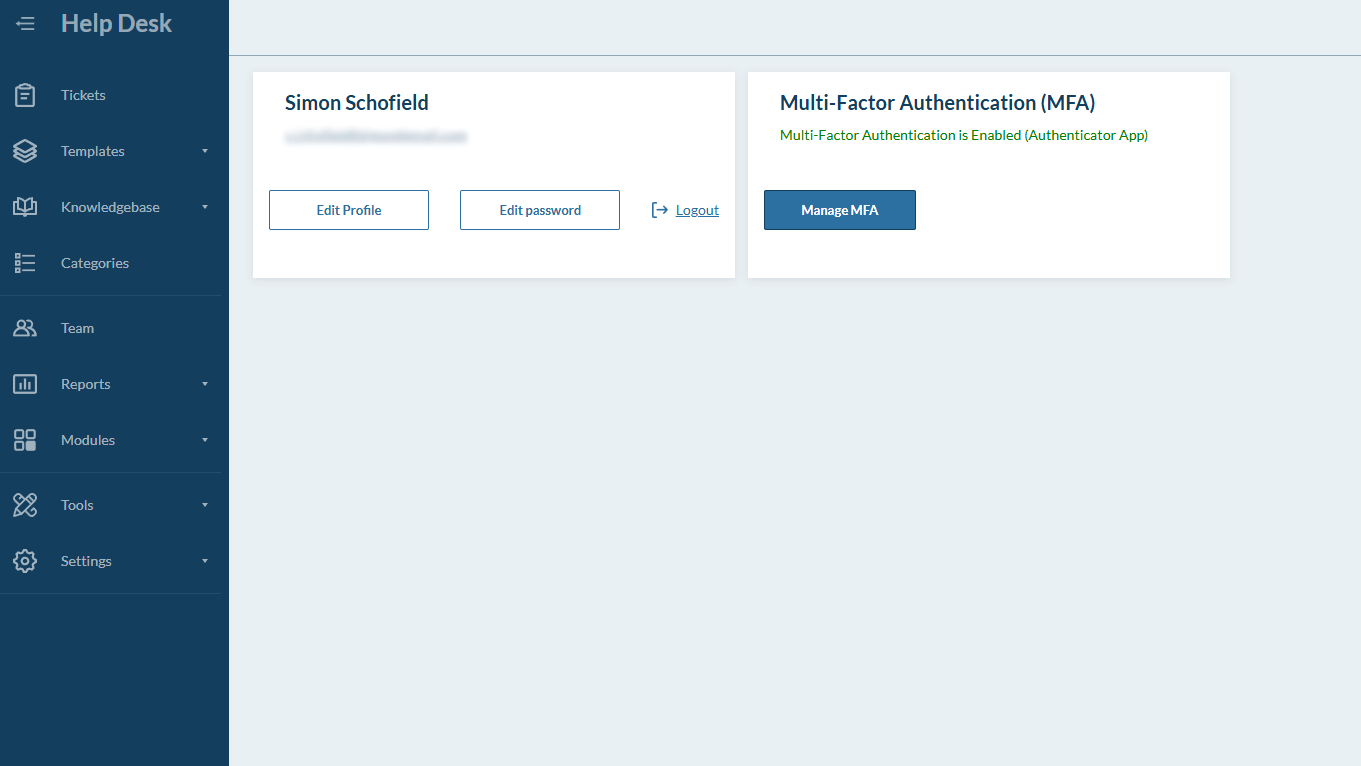 Help Desk
Tickets
Templates
Knowledgebase
Categories
Team
Reports
Modules
Tools
Settings
Simon Schofield
Edit Profile
Edit password
Logout
Multi-Factor Authentication (MFA)
Multi-Factor Authentication is Enabled (Authenticator App)
Manage MFA